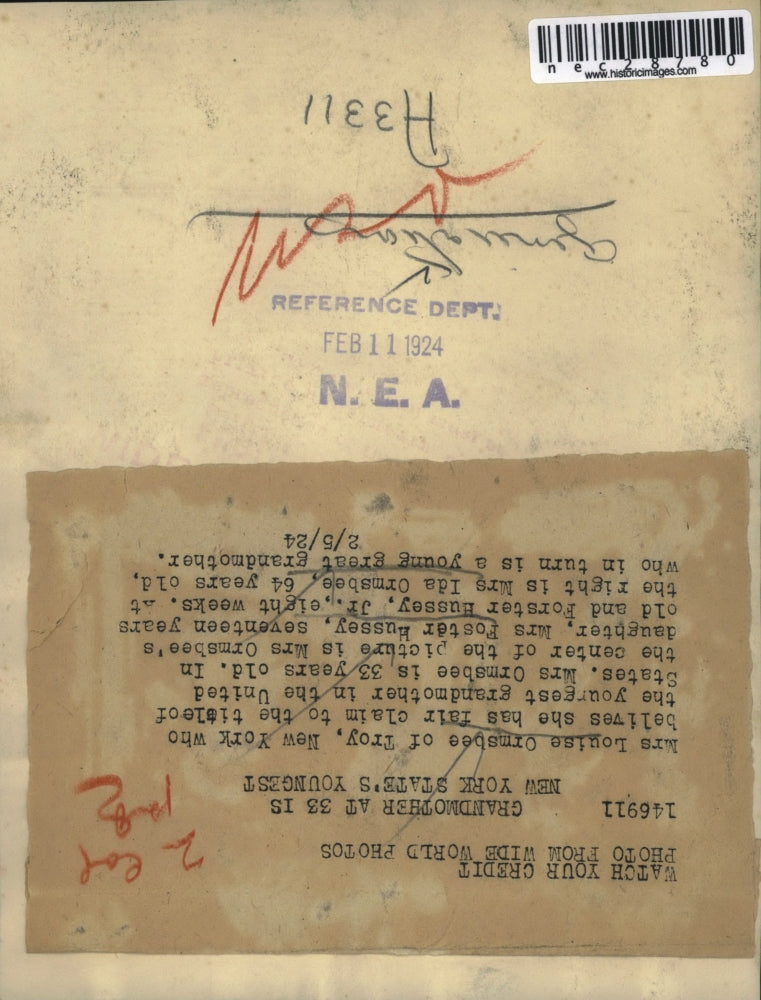 nec28780
www.historicimages.com
A3311
REFERENCE DEPT.
FEB 11 1924
N. E. A.
WATCH YOUR CREDIT
PHOTO FROM WIDE WORLD PHOTOS
146911 GRANDMOTHER AT 33 IS
NEW YORK STATE'S YOUNGEST
Mrs Louise Ormsbee of Troy, New York who
belives she has fair claim to the titleof
the youngest grandmother in the United
States. Mrs Ormsbee is 33 years old. In
the center of the picture is Mrs Ormsbee's
daughter, Mrs Foster Hussey, seventeen years
old and Forster Hussey, Jr.,eight weeks. At
the right is Mrs Ida Ormsbee, 64 years old,
who in turn is a young great grandmother.
2/5/24
2 col